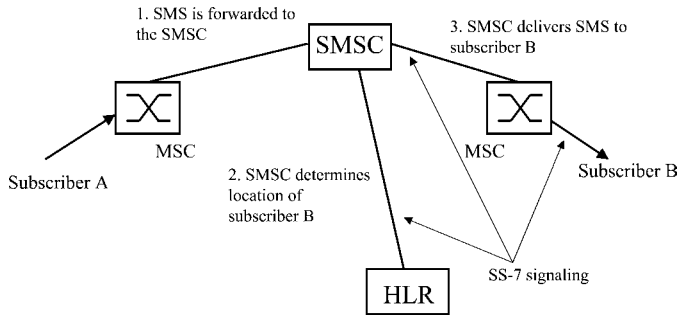 1. SMS is forwarded to
the SMSC
SMSC
3. SMSC delivers SMS to
subscriber B
MSC
MSC
Subscriber A
2. SMSC determines
location of
subscriber B
Subscriber B
SS-7 signaling
HLR